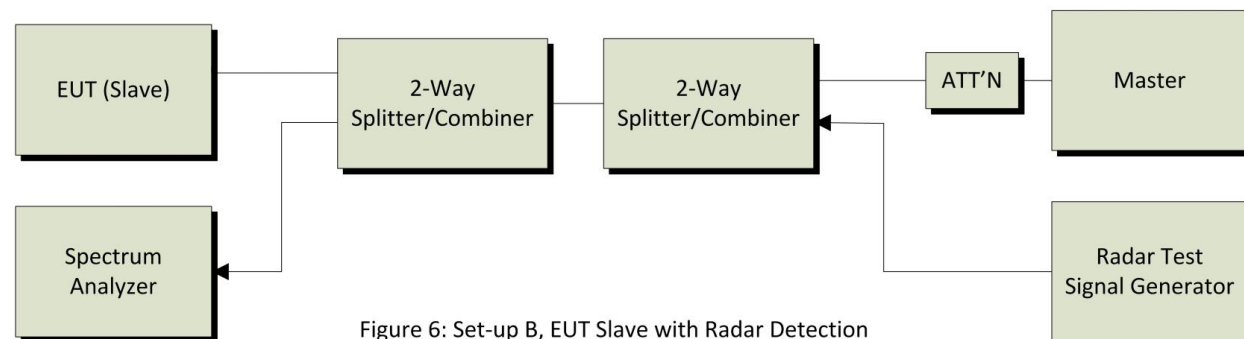 EUT (Slave)
2-Way
Splitter/Combiner
2-Way
Splitter/Combiner
ATT'N
Master
Spectrum
Analyzer
Radar Test
Signal Generator
Figure 6: Set-up B, EUT Slave with Radar Detection